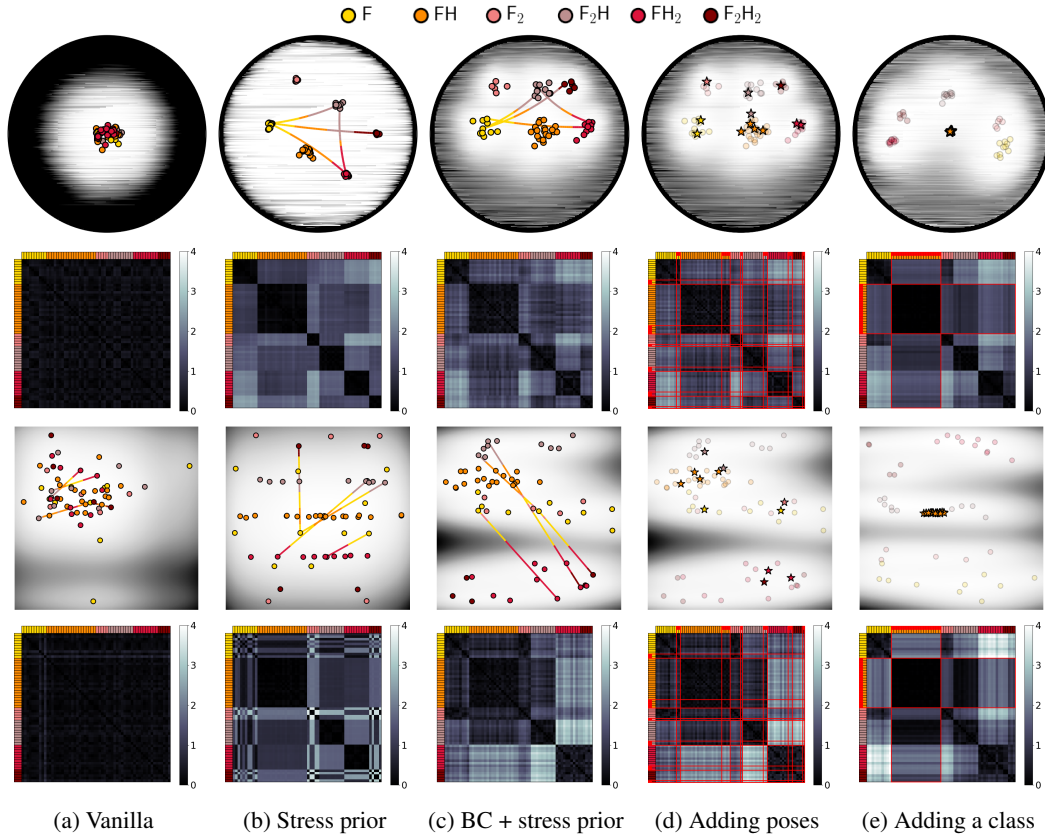 F FH F₂ F₂H FH₂ F₂H₂
4 4 4 4 4
3 3 3 3 3
2 2 2 2 2
1 1 1 1 1
0 0 0 0 0
4 4 4 4 4
3 3 3 3 3
2 2 2 2 2
1 1 1 1 1
0 0 0 0 0
(a) Vanilla (b) Stress prior (c) BC + stress prior (d) Adding poses (e) Adding a class